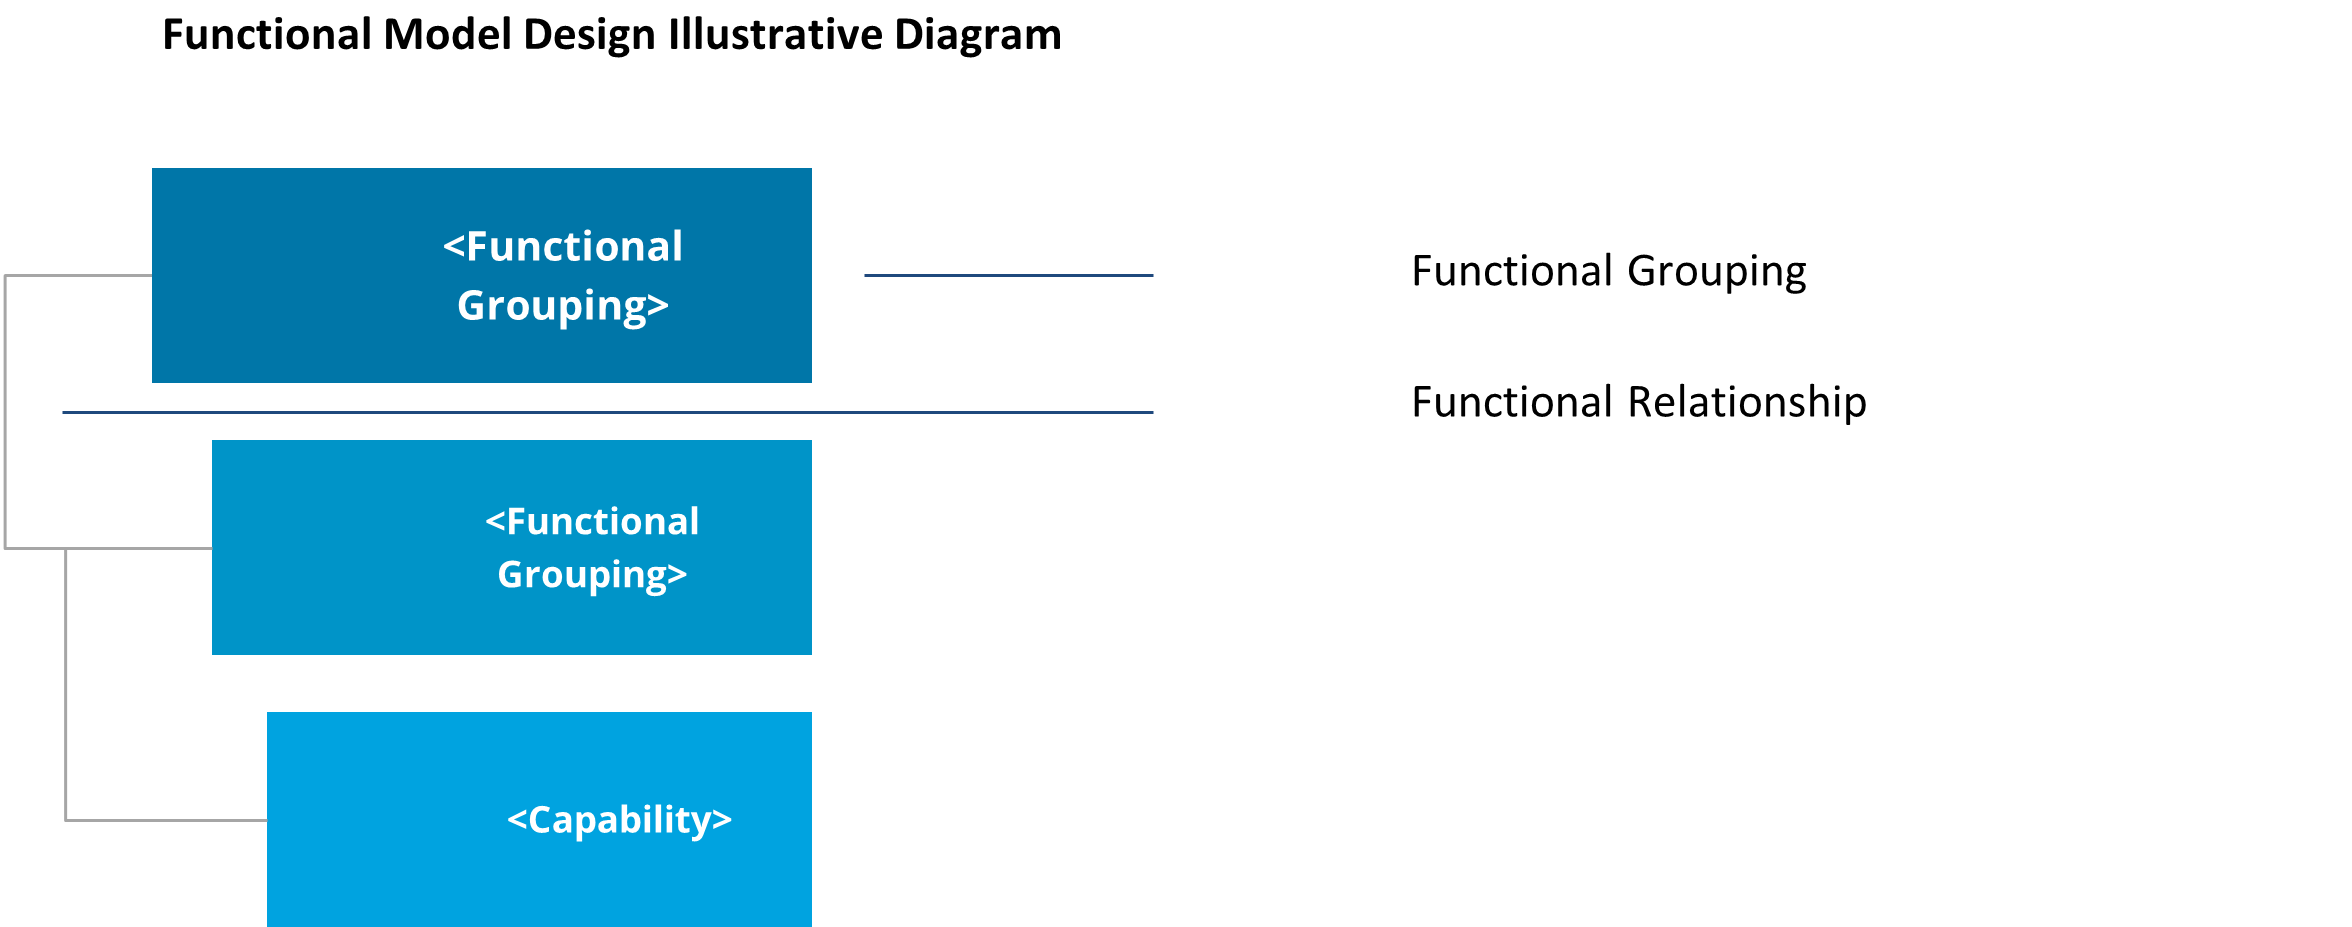 Functional Model Design Illustrative Diagram
<Functional
Grouping>
Functional Grouping
Functional Relationship
<Functional
Grouping>
<Capability>